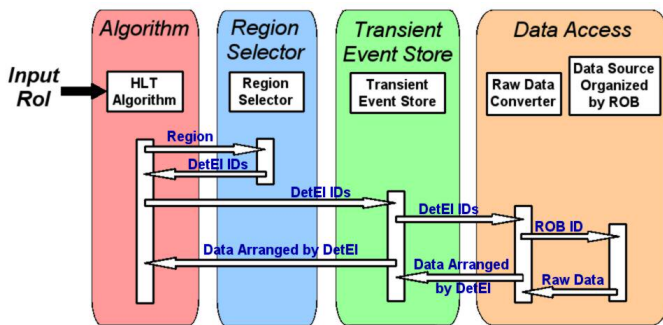 Algorithm
Region
Selector
Transient
Event Store
Data Access
Input
RoI
HLT
Algorithm
Region
Selector
Transient
Event Store
Raw Data
Converter
Data Source
Organized
by ROB
Region
DetEl IDs
DetEl IDs
DetEl IDs
ROB ID
Data Arranged by DetEl
Data Arranged
by DetEl
Raw Data